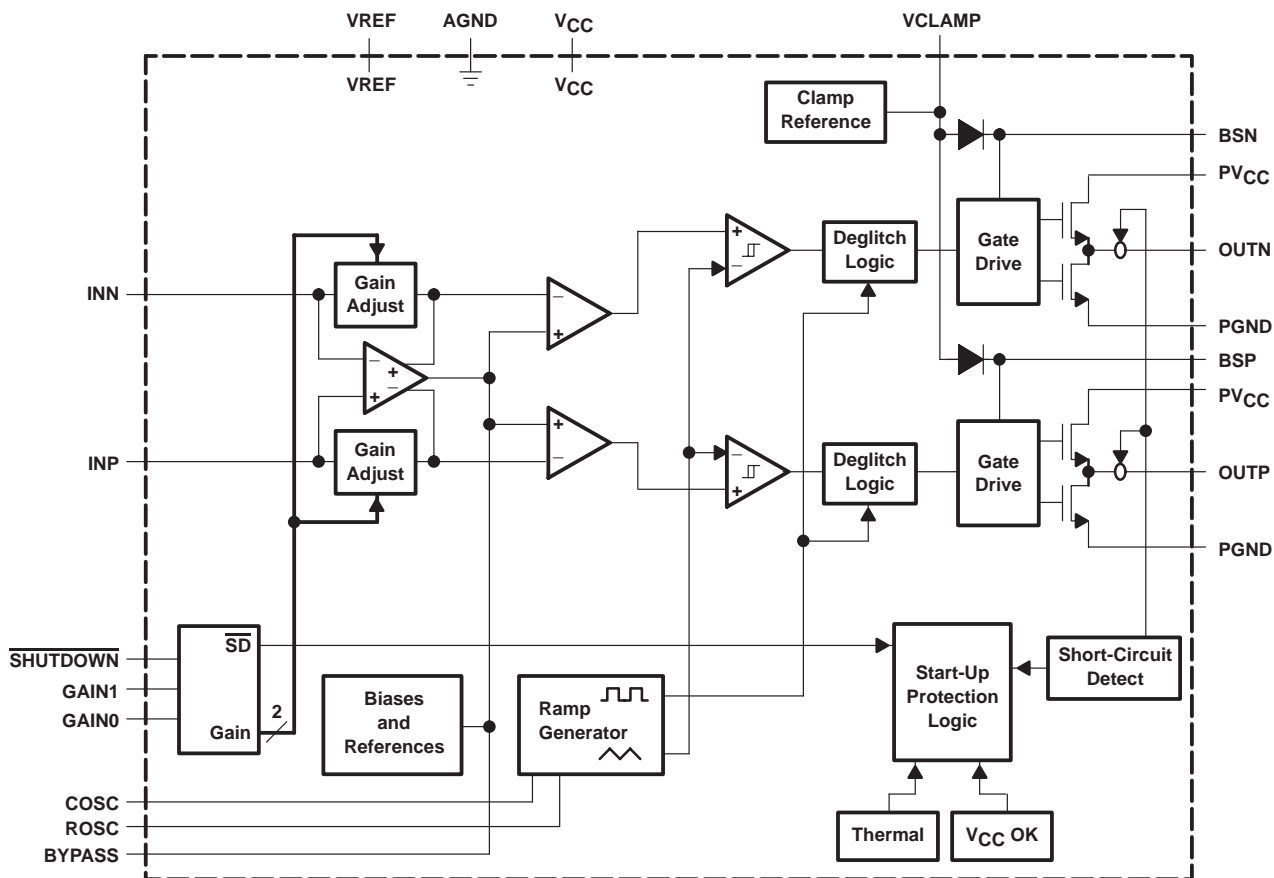 VREF
AGND
VCC
VCLAMP
VREF
VCC
Clamp
Reference
BSN
PVCC
Gain
Adjust
+
−
Deglitch
Logic
Gate
Drive
OUTN
INN
−
+
PGND
−
+
−
+
BSP
PVCC
INP
Gain
Adjust
+
−
−
+
Deglitch
Logic
Gate
Drive
OUTP
PGND
SHUTDOWN
GAIN1
GAIN0
SD
Gain
2
Biases
and
References
Ramp
Generator
Start-Up
Protection
Logic
Short-Circuit
Detect
COSC
ROSC
BYPASS
Thermal
VCC OK